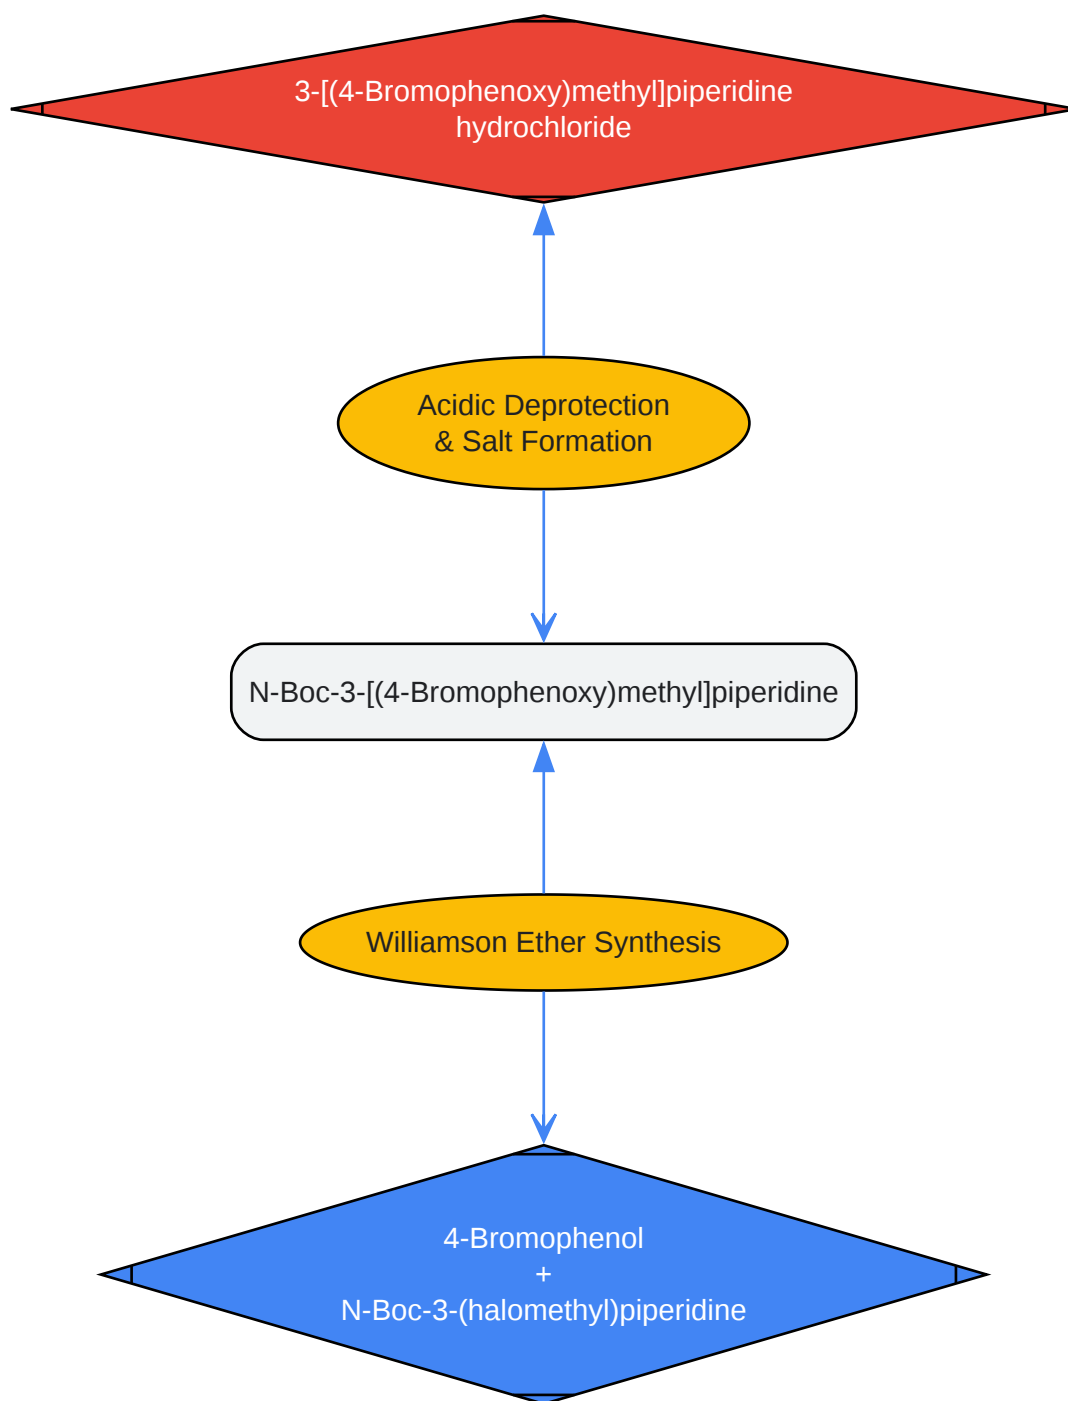 3-[(4-Bromophenoxy)methyl]piperidine
hydrochloride
Acidic Deprotection
& Salt Formation
N-Boc-3-[(4-Bromophenoxy)methyl]piperidine
Williamson Ether Synthesis
4-Bromophenol
+
N-Boc-3-(halomethyl)piperidine